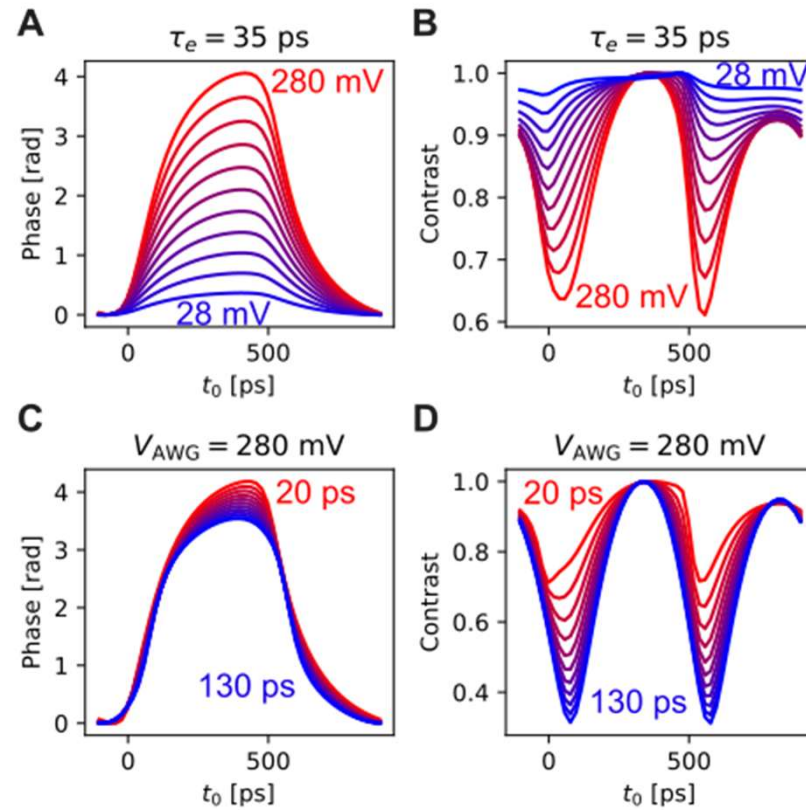 A
τe = 35 ps
Phase [rad]
4
3
2
1
0
280 mV
28 mV
0
500
t0 [ps]
B
τe = 35 ps
Contrast
1.0
0.9
0.8
0.7
0.6
28 mV
280 mV
0
500
t0 [ps]
C
VAWG = 280 mV
Phase [rad]
4
3
2
1
0
20 ps
130 ps
0
500
t0 [ps]
D
VAWG = 280 mV
Contrast
1.0
0.8
0.6
0.4
20 ps
130 ps
0
500
t0 [ps]